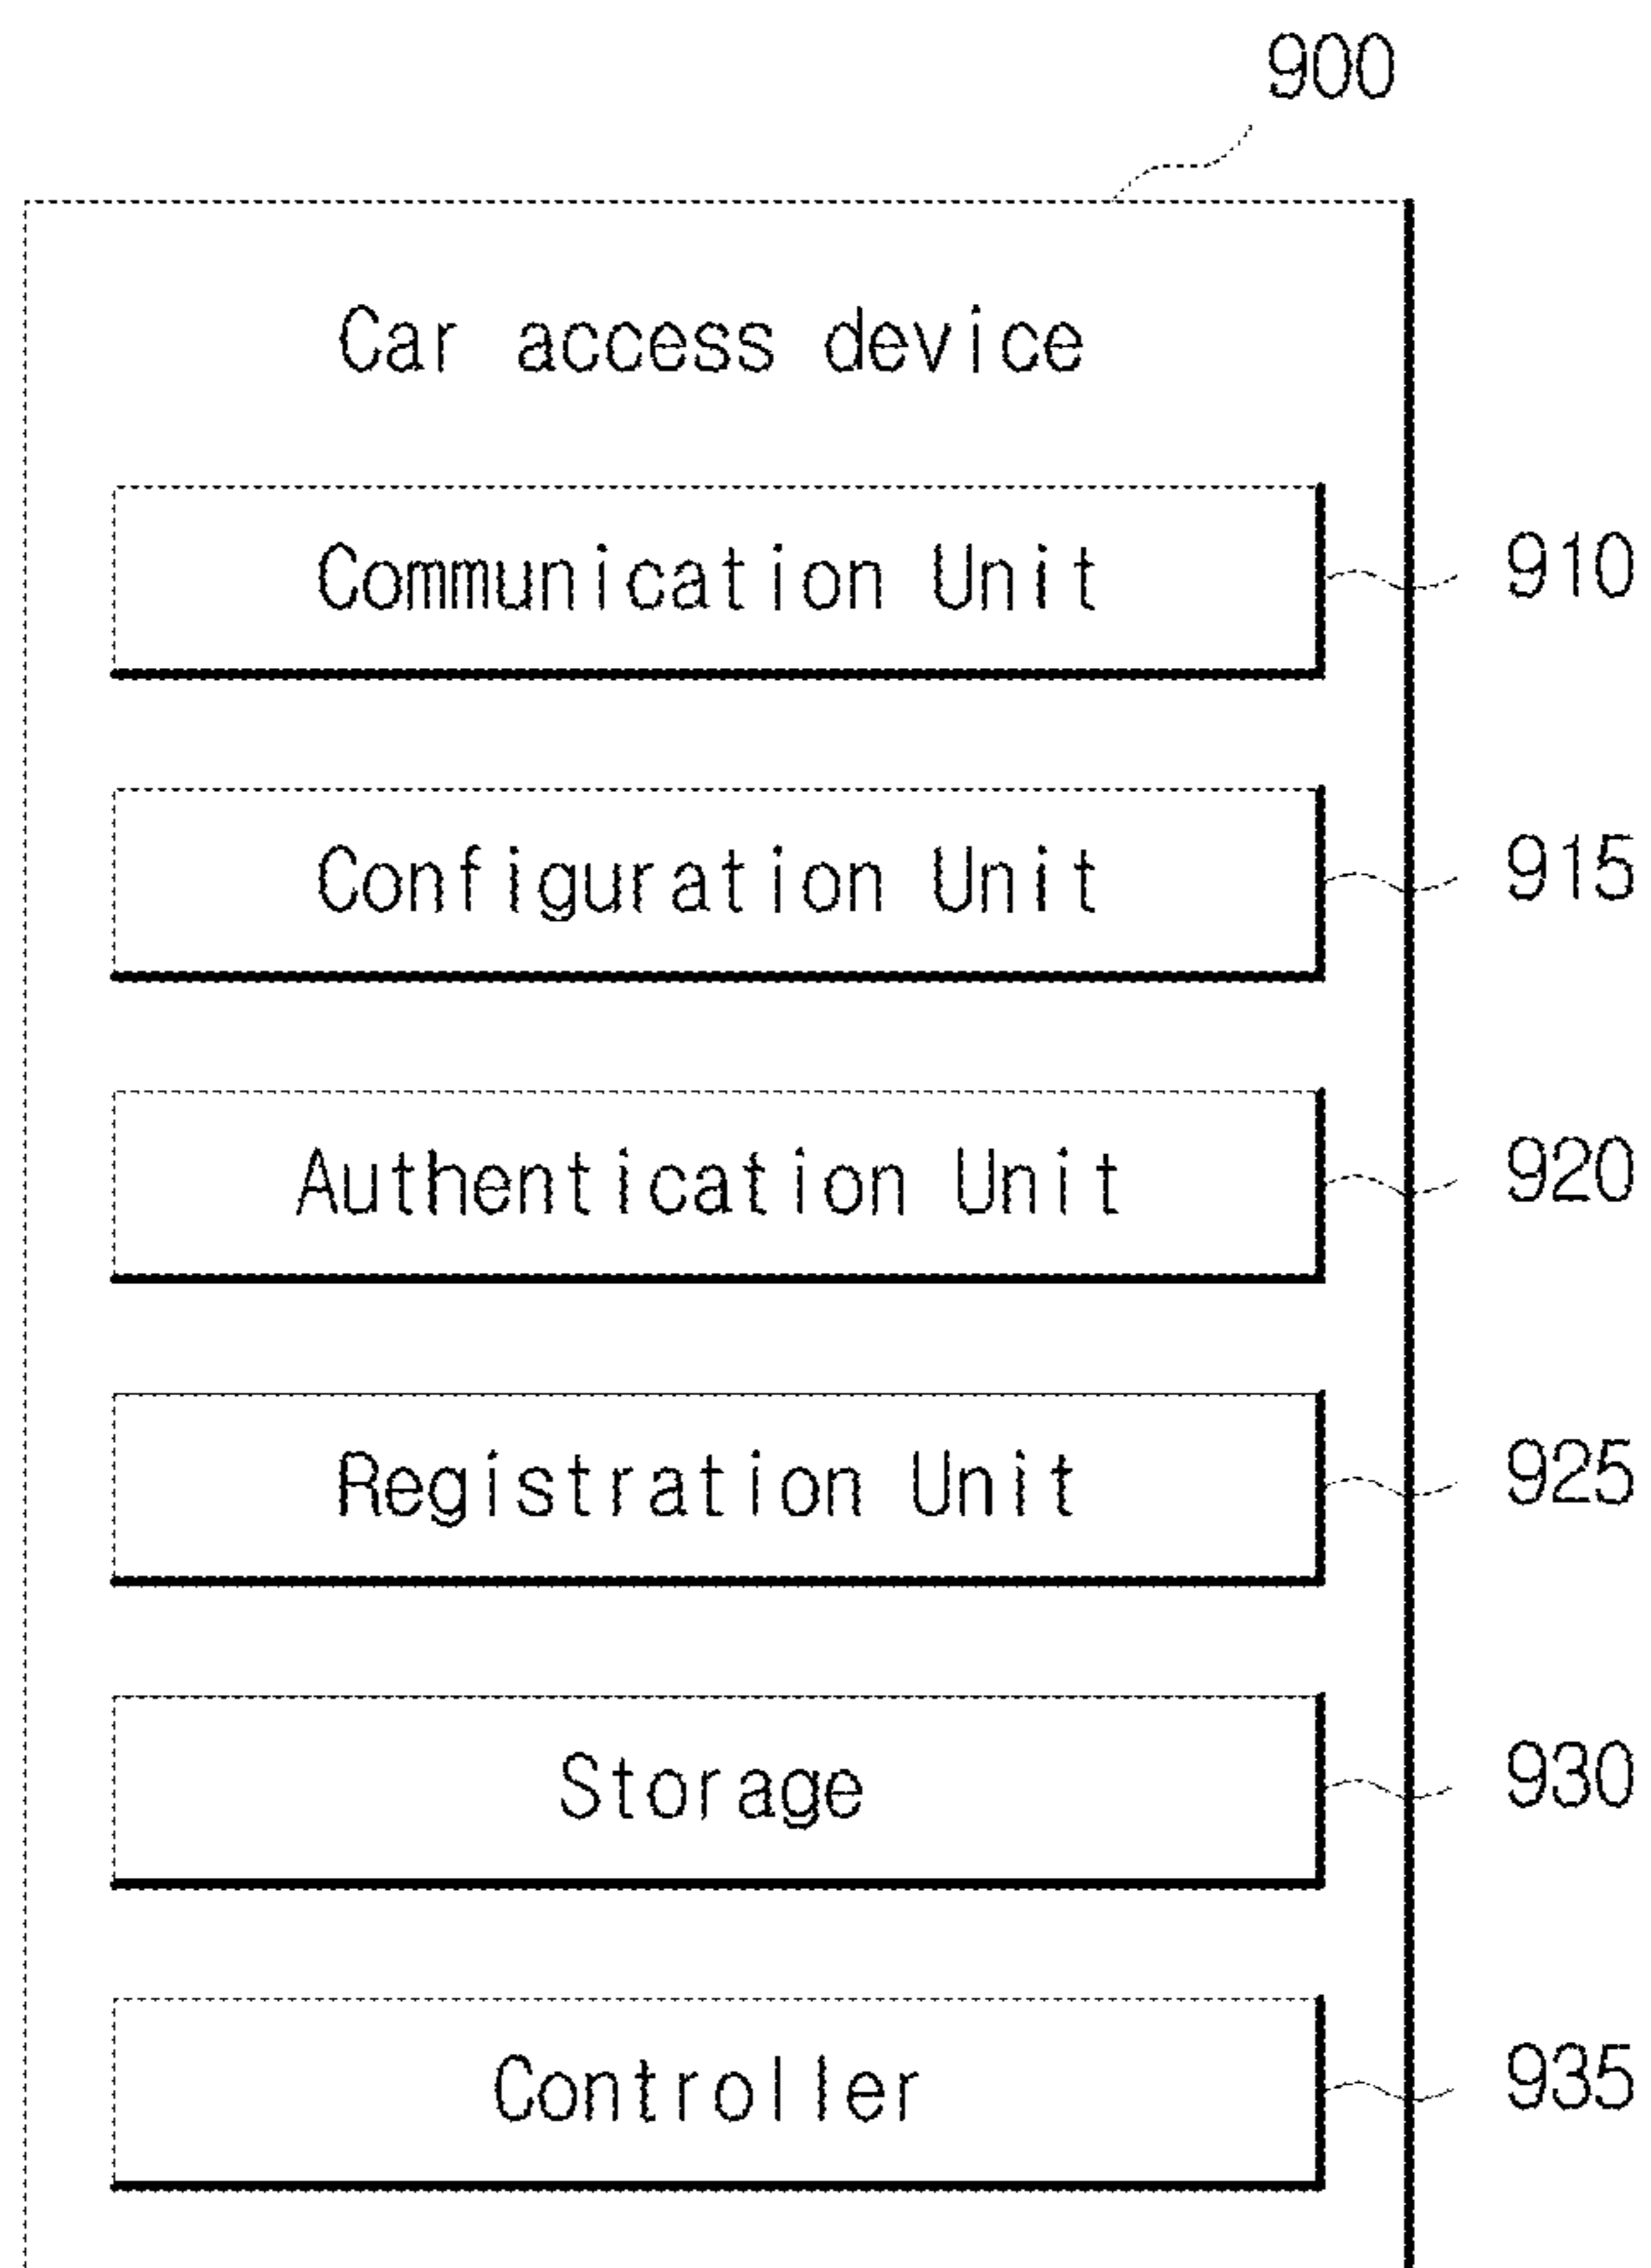 900
Car access device
Communication Unit 910
Configuration Unit 915
Authentication Unit 920
Registration Unit 925
Storage 930
Controller 935